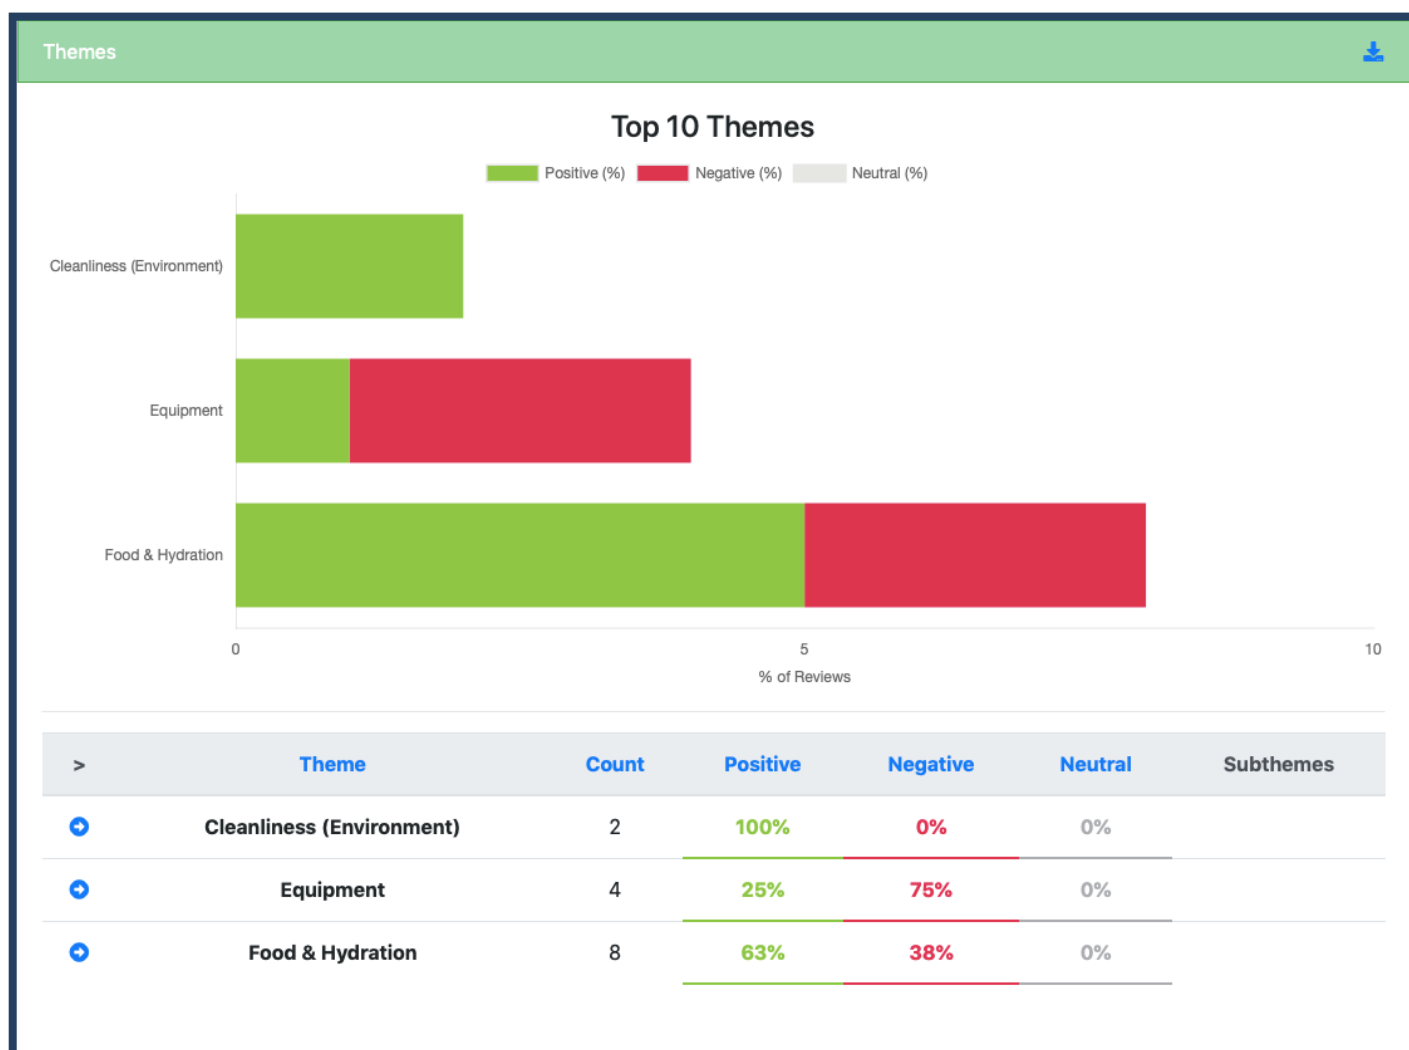 Themes
Top 10 Themes
Positive (%) Negative (%) Neutral (%)
Cleanliness (Environment)
Equipment
Food & Hydration
0 5 10
% of Reviews
> Theme Count Positive Negative Neutral Subthemes
Cleanliness (Environment) 2 100% 0% 0%
Equipment 4 25% 75% 0%
Food & Hydration 8 63% 38% 0%